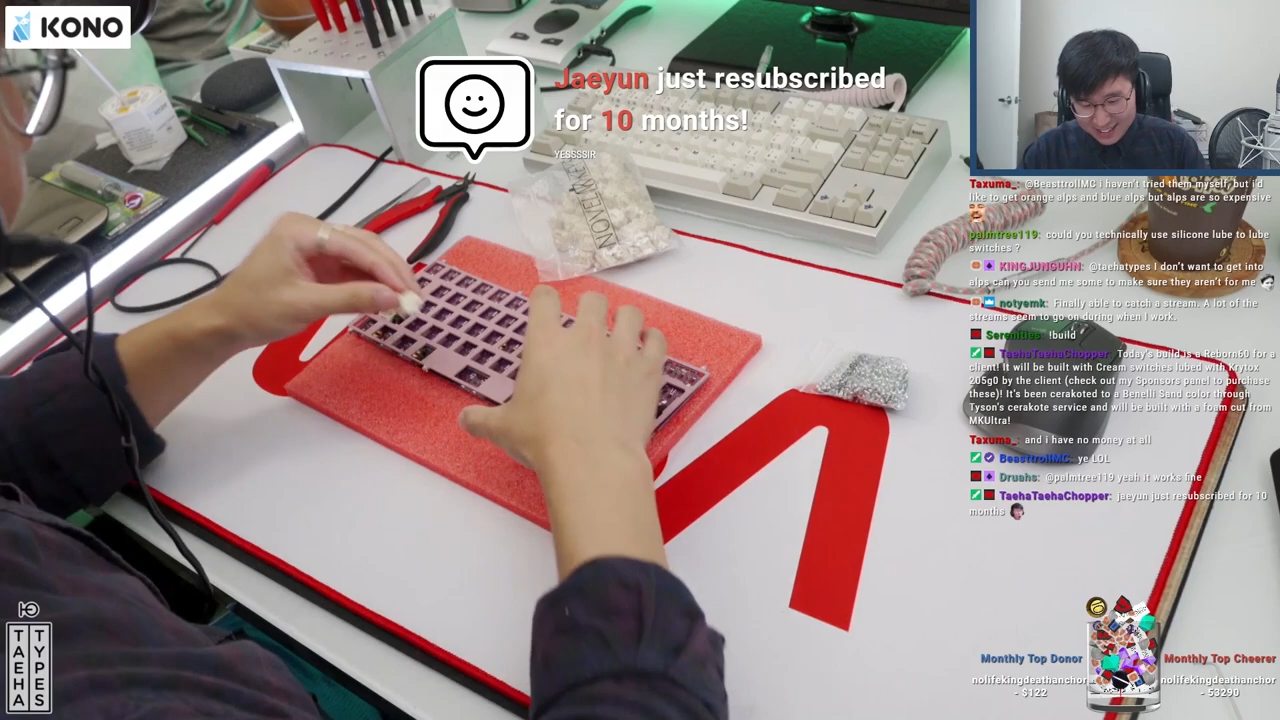 KONO
Jaeyun just resubscribed
for 10 months!
YESSSSIR
NOVELKEYS
Taxuma_: @BeasttrollMC i haven't tried them myself, but i'd
like to get orange alps and blue alps but alps are so expensive
palmtree119: could you technically use silicone lube to lube
switches ?
KINGJUNGUHN: @taehatypes I don't want to get into
alps can you send me some to make sure they aren't for me
notyemk: Finally able to catch a stream. A lot of the
streams seem to go on during when I work.
Serenities: !build
TaehaTaehaChopper: Today's build is a Reborn60 for a
client! It will be built with Cream switches lubed with Krytox
205g0 by the client (check out my Sponsors panel to purchase
these)! It's been cerakoted to a Benelli Sand color through
Tyson's cerakote service and will be built with a foam cut from
MKUltra!
Taxuma_: and i have no money at all
BeasttrollMC: ye LOL
Druahs: @palmtree119 yeah it works fine
TaehaTaehaChopper: jaeyun just resubscribed for 10
months
TAEHA
TYPES
Monthly Top Donor
nolifekingdeathanchor
- $122
Monthly Top Cheerer
nolifekingdeathanchor
- 53290